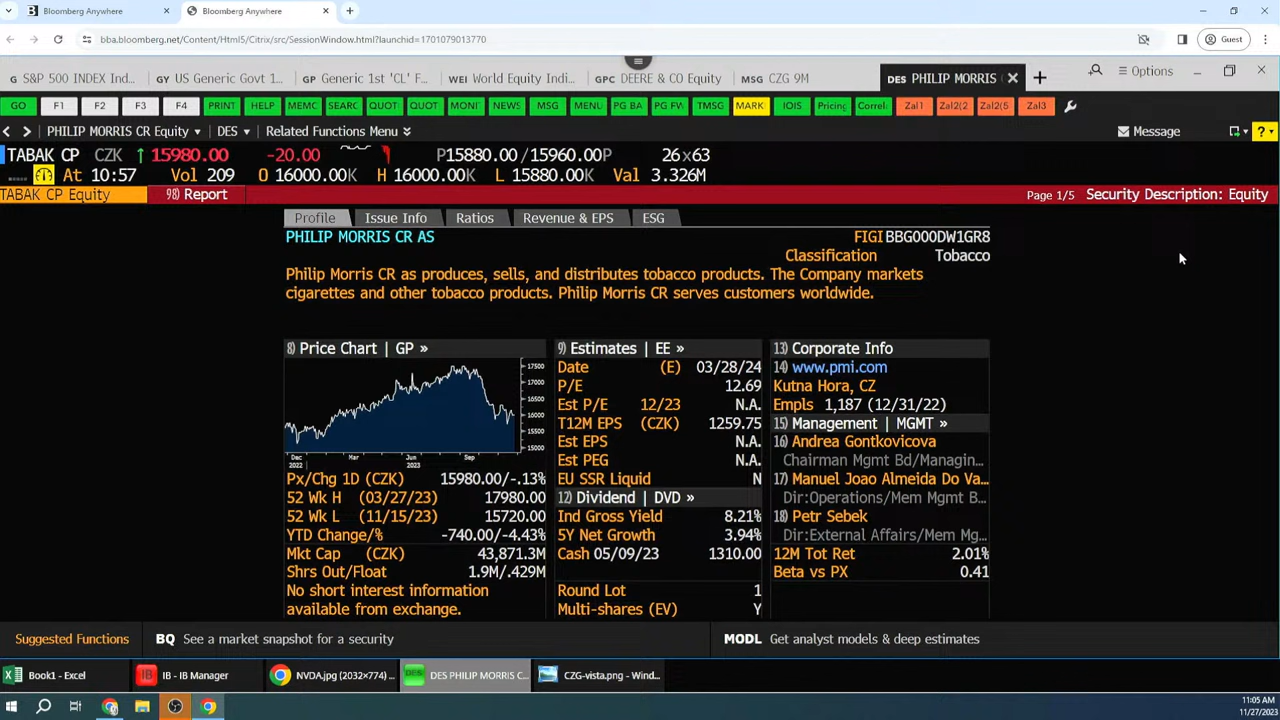 Bloomberg Anywhere
Bloomberg Anywhere
bba.bloomberg.net/Content/Html5/Citrix/src/SessionWindow.html?launchid=1701079013770
Guest
G S&P 500 INDEX Ind...
GY US Generic Govt 1...
GP Generic 1st 'CL' F...
WEI World Equity Indi...
GPC DEERE & CO Equity
MSG CZG 9M
DES PHILIP MORRIS
Options
GO F1 F2 F3 F4 PRINT HELP MEMC SEARC QUOT QUOT MONI NEWS MSG MENU PG BA PG FW TMSG MARK IOIS Pricing Correl Zal1 Zal2(2 Zal2(5 Zal3
PHILIP MORRIS CR Equity DES Related Functions Menu Message ?
TABAK CP CZK 15980.00 -20.00 P15880.00/15960.00P 26x63
At 10:57 Vol 209 O 16000.00K H 16000.00K L 15880.00K Val 3.326M
TABAK CP Equity 98) Report Page 1/5 Security Description: Equity
Profile Issue Info Ratios Revenue & EPS ESG
PHILIP MORRIS CR AS FIGI BBG000DW1GR8
Classification Tobacco
Philip Morris CR as produces, sells, and distributes tobacco products. The Company markets
cigarettes and other tobacco products. Philip Morris CR serves customers worldwide.
8) Price Chart | GP »
17500
17000
16500
16000
15500
15000
Dec Mar Jun Sep
2022 2023
Px/Chg 1D (CZK) 15980.00/-.13%
52 Wk H (03/27/23) 17980.00
52 Wk L (11/15/23) 15720.00
YTD Change/% -740.00/-4.43%
Mkt Cap (CZK) 43,871.3M
Shrs Out/Float 1.9M/.429M
No short interest information
available from exchange.
9) Estimates | EE »
Date (E) 03/28/24
P/E 12.69
Est P/E 12/23 N.A.
T12M EPS (CZK) 1259.75
Est EPS N.A.
Est PEG N.A.
EU SSR Liquid N
12) Dividend | DVD »
Ind Gross Yield 8.21%
5Y Net Growth 3.94%
Cash 05/09/23 1310.00
Round Lot 1
Multi-shares (EV) Y
13) Corporate Info
14) www.pmi.com
Kutna Hora, CZ
Empls 1,187 (12/31/22)
15) Management | MGMT »
16) Andrea Gontkovicova
Chairman Mgmt Bd/Managin...
17) Manuel Joao Almeida Do Va...
Dir:Operations/Mem Mgmt B...
18) Petr Sebek
Dir:External Affairs/Mem Mg...
12M Tot Ret 2.01%
Beta vs PX 0.41
Suggested Functions BQ See a market snapshot for a security MODL Get analyst models & deep estimates
Book1 - Excel IB - IB Manager NVDA.jpg (2032×774) ... DES PHILIP MORRIS C... CZG-vista.png - Wind...
11:05 AM
11/27/2023